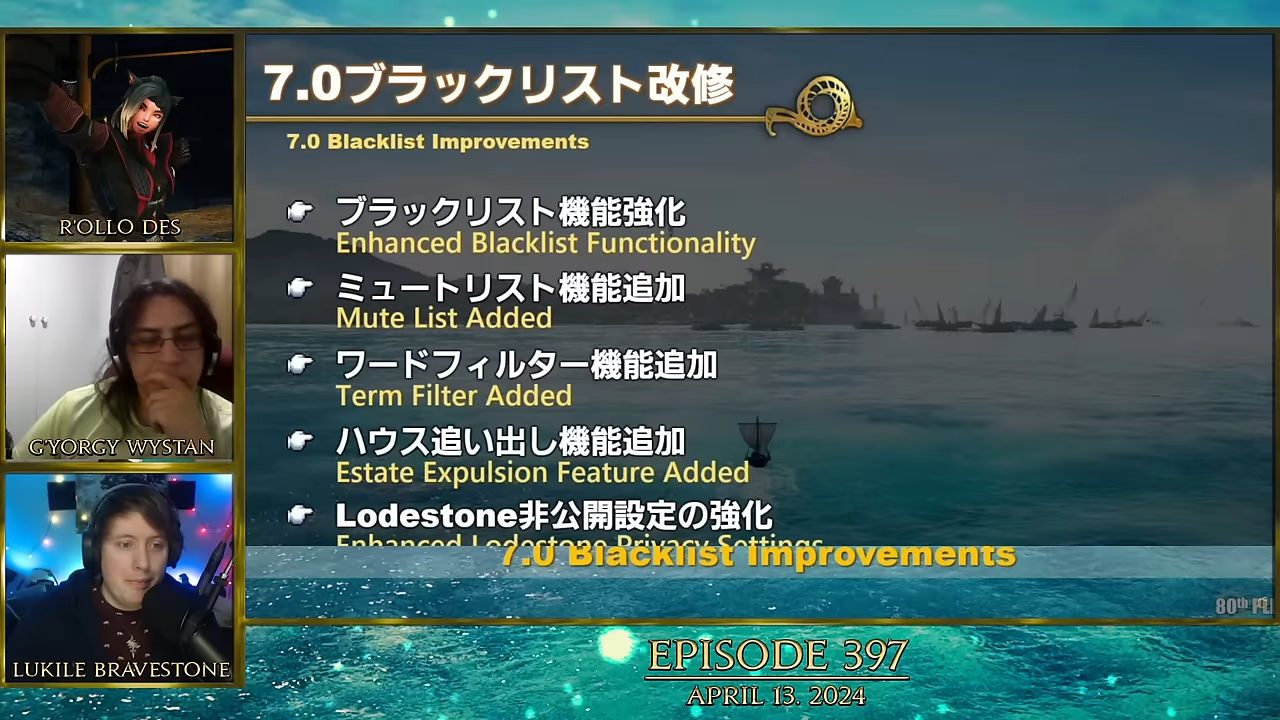 7.0ブラックリスト改修
7.0 Blacklist Improvements
ブラックリスト機能強化
Enhanced Blacklist Functionality
ミュートリスト機能追加
Mute List Added
ワードフィルター機能追加
Term Filter Added
ハウス追い出し機能追加
Estate Expulsion Feature Added
Lodestone非公開設定の強化
Enhanced Lodestone Privacy Settings
7.0 Blacklist Improvements
80th
R'OLLO DES
G'YORGY WYSTAN
LUKILE BRAVESTONE
EPISODE 397
APRIL 13. 2024